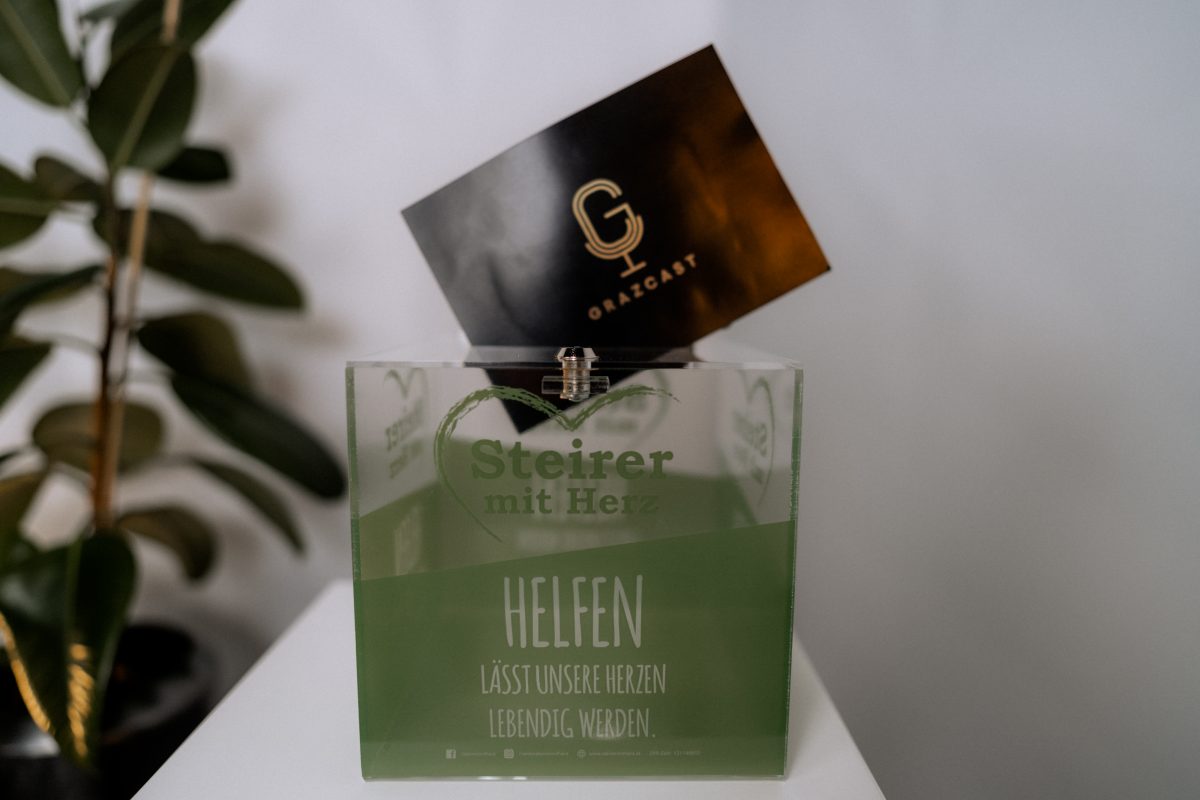 G
GRAZCAST
Steirer
mit Herz
HELFEN
LÄSST UNSERE HERZEN
LEBENDIG WERDEN.